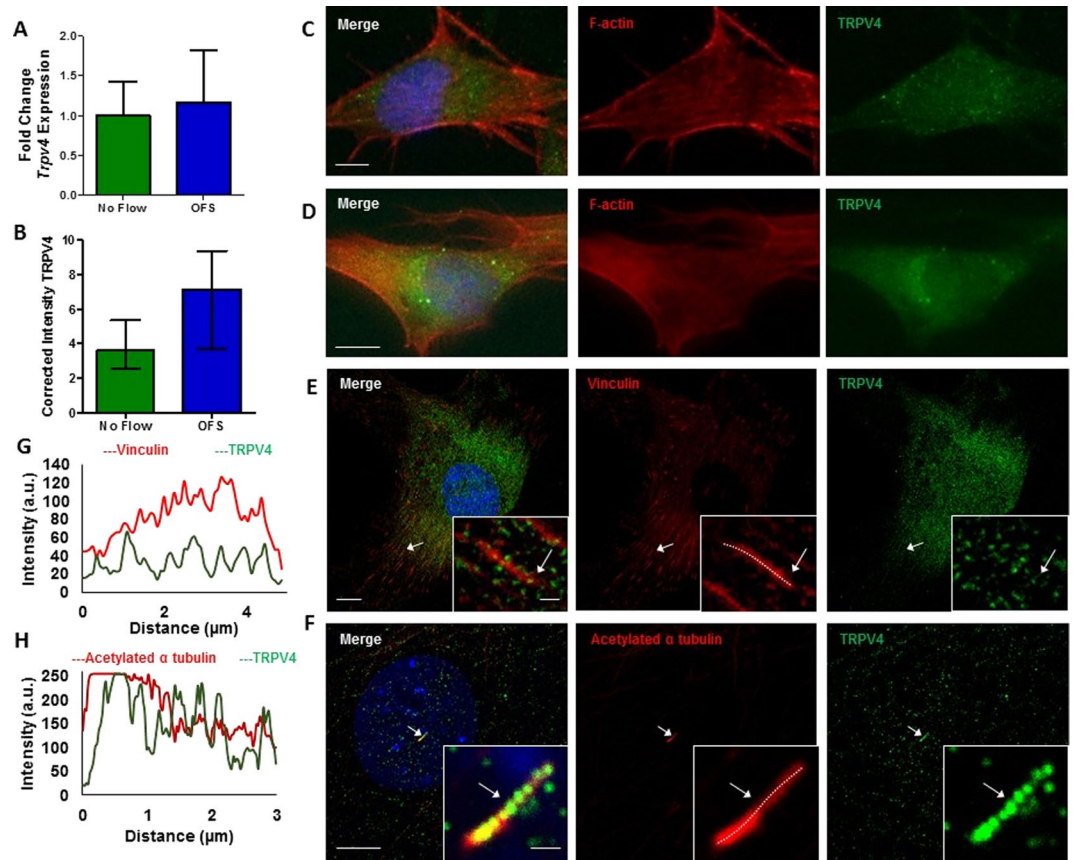 A
Fold Change
Trpv4 Expression
2.0
1.5
1.0
0.5
0.0
No Flow
OFS
B
Corrected Intensity TRPV4
10
8
6
4
2
0
No Flow
OFS
C
Merge
F-actin
TRPV4
D
Merge
F-actin
TRPV4
E
Merge
Vinculin
TRPV4
G
---Vinculin
---TRPV4
Intensity (a.u.)
140
120
100
80
60
40
20
0
0
2
4
Distance (µm)
F
Merge
Acetylated α tubulin
TRPV4
H
---Acetylated α tubulin
---TRPV4
Intensity (a.u.)
250
200
150
100
50
0
0
1
2
3
Distance (µm)